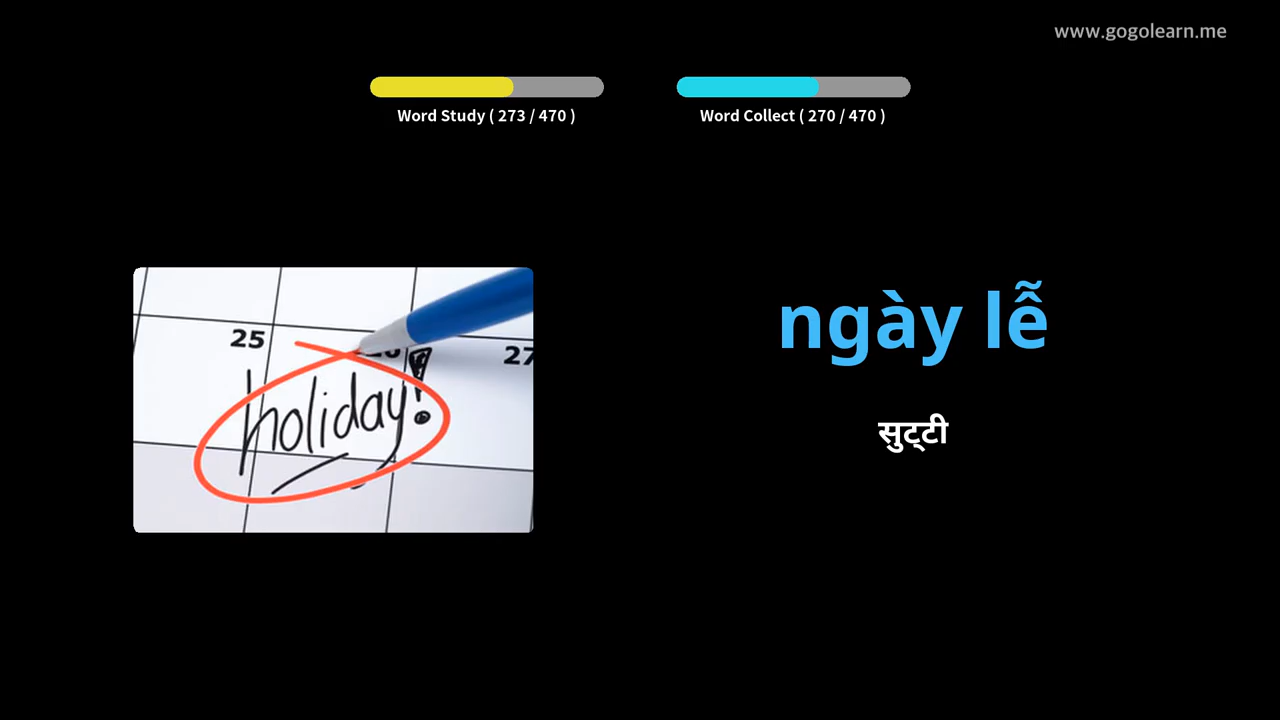 www.gogolearn.me
Word Study ( 273 / 470 )
Word Collect ( 270 / 470 )
25
27
holiday!
ngày lễ
सुट्टी